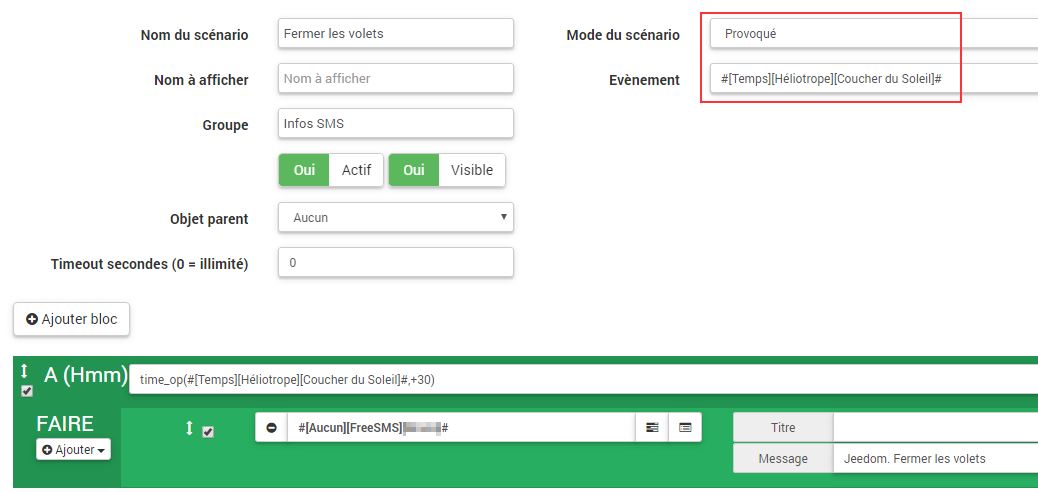 Nom du scénario Fermer les volets Mode du scénario Provoqué
Nom à afficher Nom à afficher Evènement #[Temps][Héliotrope][Coucher du Soleil]#
Groupe Infos SMS
Oui Actif Oui Visible
Objet parent Aucun
Timeout secondes (0 = illimité) 0
Ajouter bloc
A (Hmm) time_op(#[Temps][Héliotrope][Coucher du Soleil]#,+30)
FAIRE #[Aucun][FreeSMS][ ]# Titre
Ajouter Message Jeedom. Fermer les volets